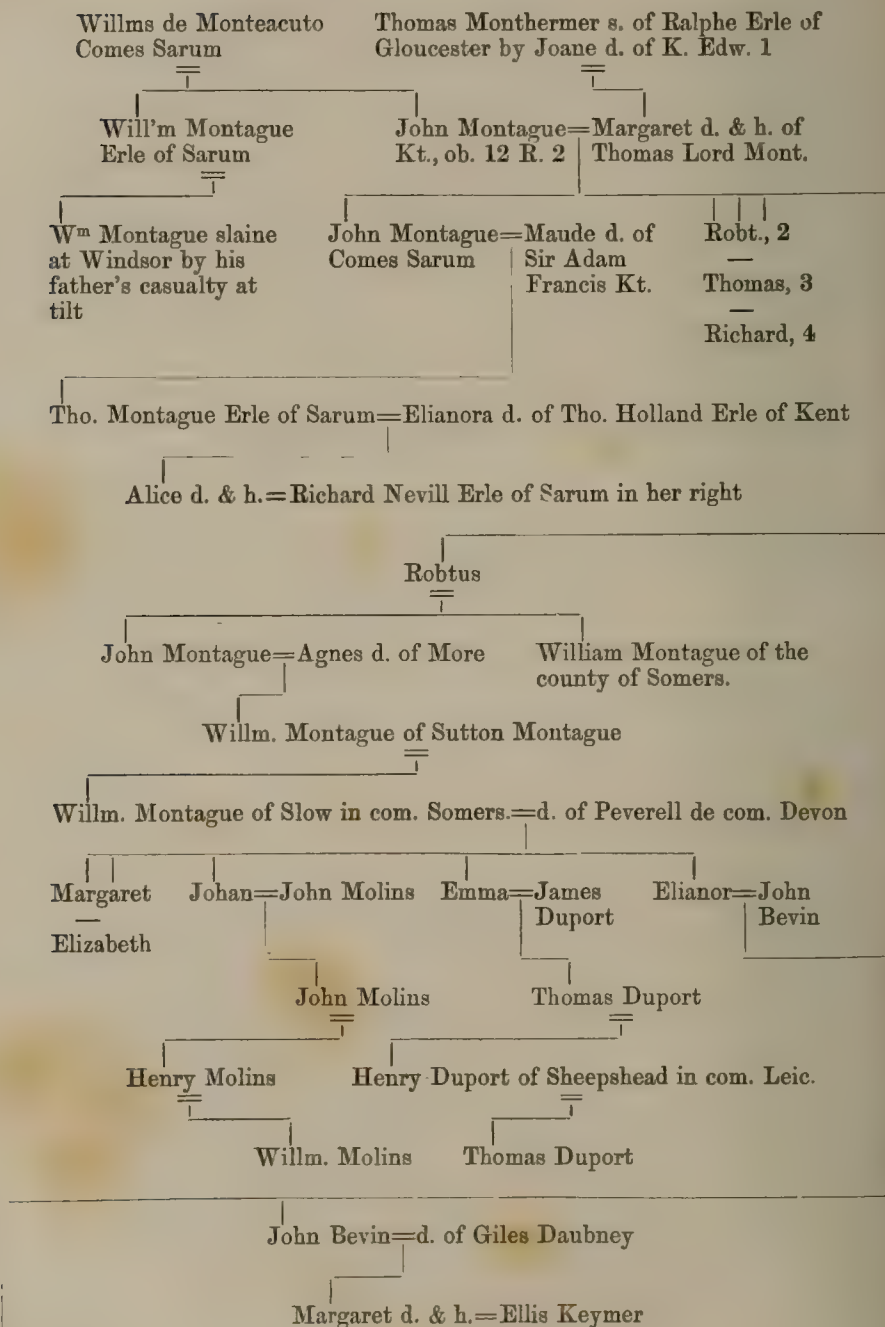 Willms de Monteacuto
Comes Sarum
Thomas Monthermer s. of Ralphe Erle of
Gloucester by Joane d. of K. Edw. 1
Will'm Montague
Erle of Sarum
John Montague=Margaret d. & h. of
Kt., ob. 12 R. 2 Thomas Lord Mont.
Wm Montague slaine
at Windsor by his
father's casualty at
tilt
John Montague=Maude d. of
Comes Sarum Sir Adam
Francis Kt.
Robt., 2
—
Thomas, 3
—
Richard, 4
Tho. Montague Erle of Sarum=Elianora d. of Tho. Holland Erle of Kent
Alice d. & h.=Richard Nevill Erle of Sarum in her right
Robtus
John Montague=Agnes d. of More
William Montague of the
county of Somers.
Willm. Montague of Sutton Montague
Willm. Montague of Slow in com. Somers.=d. of Peverell de com. Devon
Margaret
—
Elizabeth
Johan=John Molins
Emma=James
Duport
Elianor=John
Bevin
John Molins
Thomas Duport
Henry Molins
Henry Duport of Sheepshead in com. Leic.
Willm. Molins
Thomas Duport
John Bevin=d. of Giles Daubney
Margaret d. & h.=Ellis Keymer